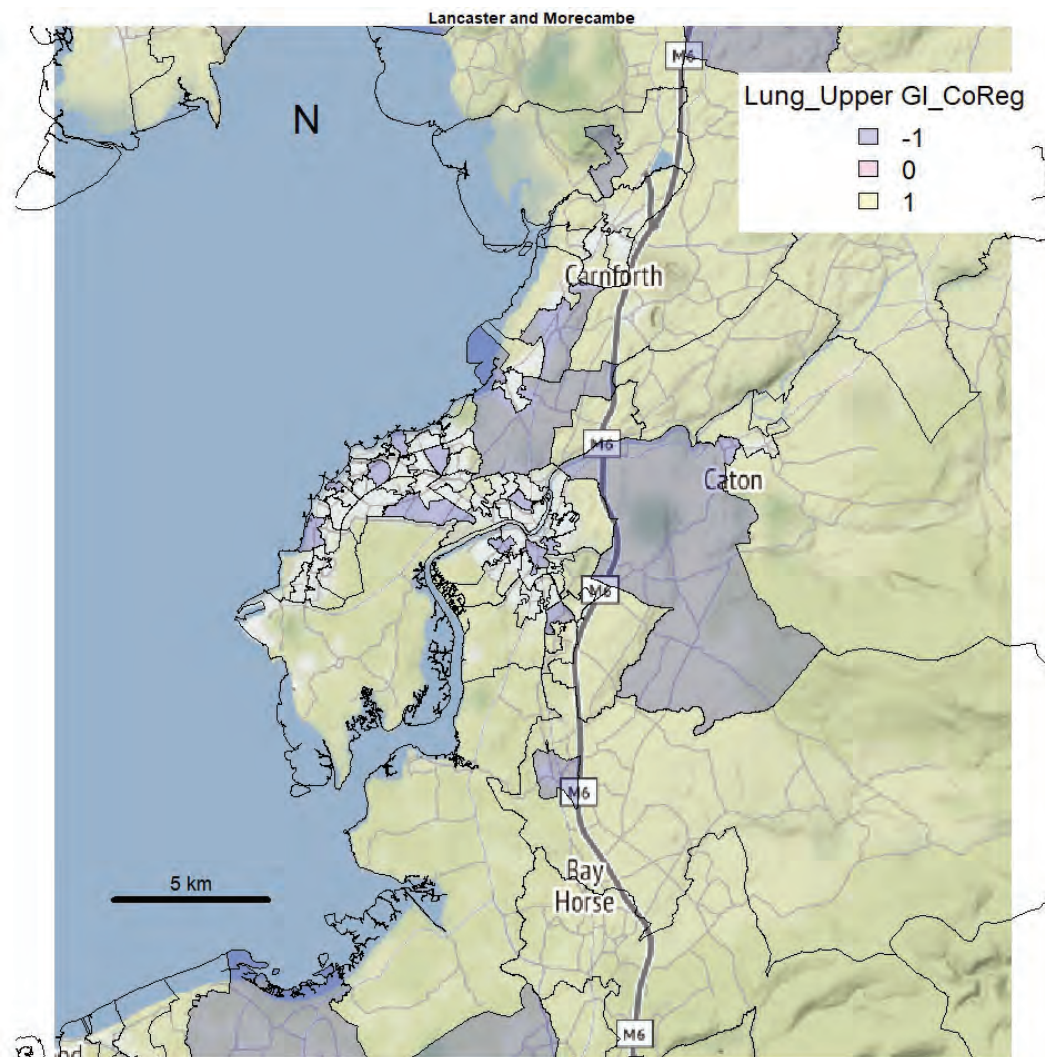 Lancaster and Morecambe
M6
N
Lung_Upper GI_CoReg
-1
0
1
Carnforth
M6
Caton
M6
M6
Bay
Horse
5 km
M6